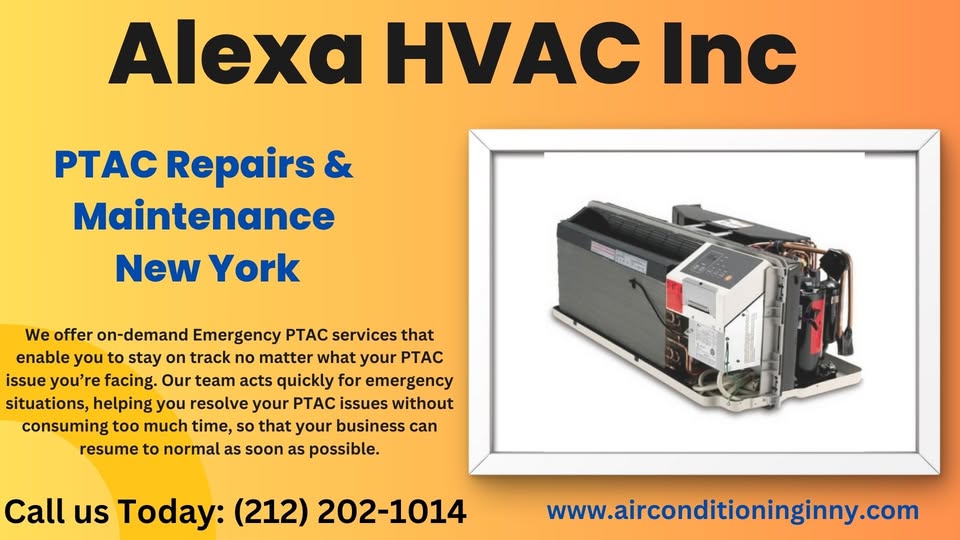 Alexa HVAC Inc
PTAC Repairs &
Maintenance
New York
We offer on-demand Emergency PTAC services that
enable you to stay on track no matter what your PTAC
issue you’re facing. Our team acts quickly for emergency
situations, helping you resolve your PTAC issues without
consuming too much time, so that your business can
resume to normal as soon as possible.
Call us Today: (212) 202-1014
www.airconditioninginny.com